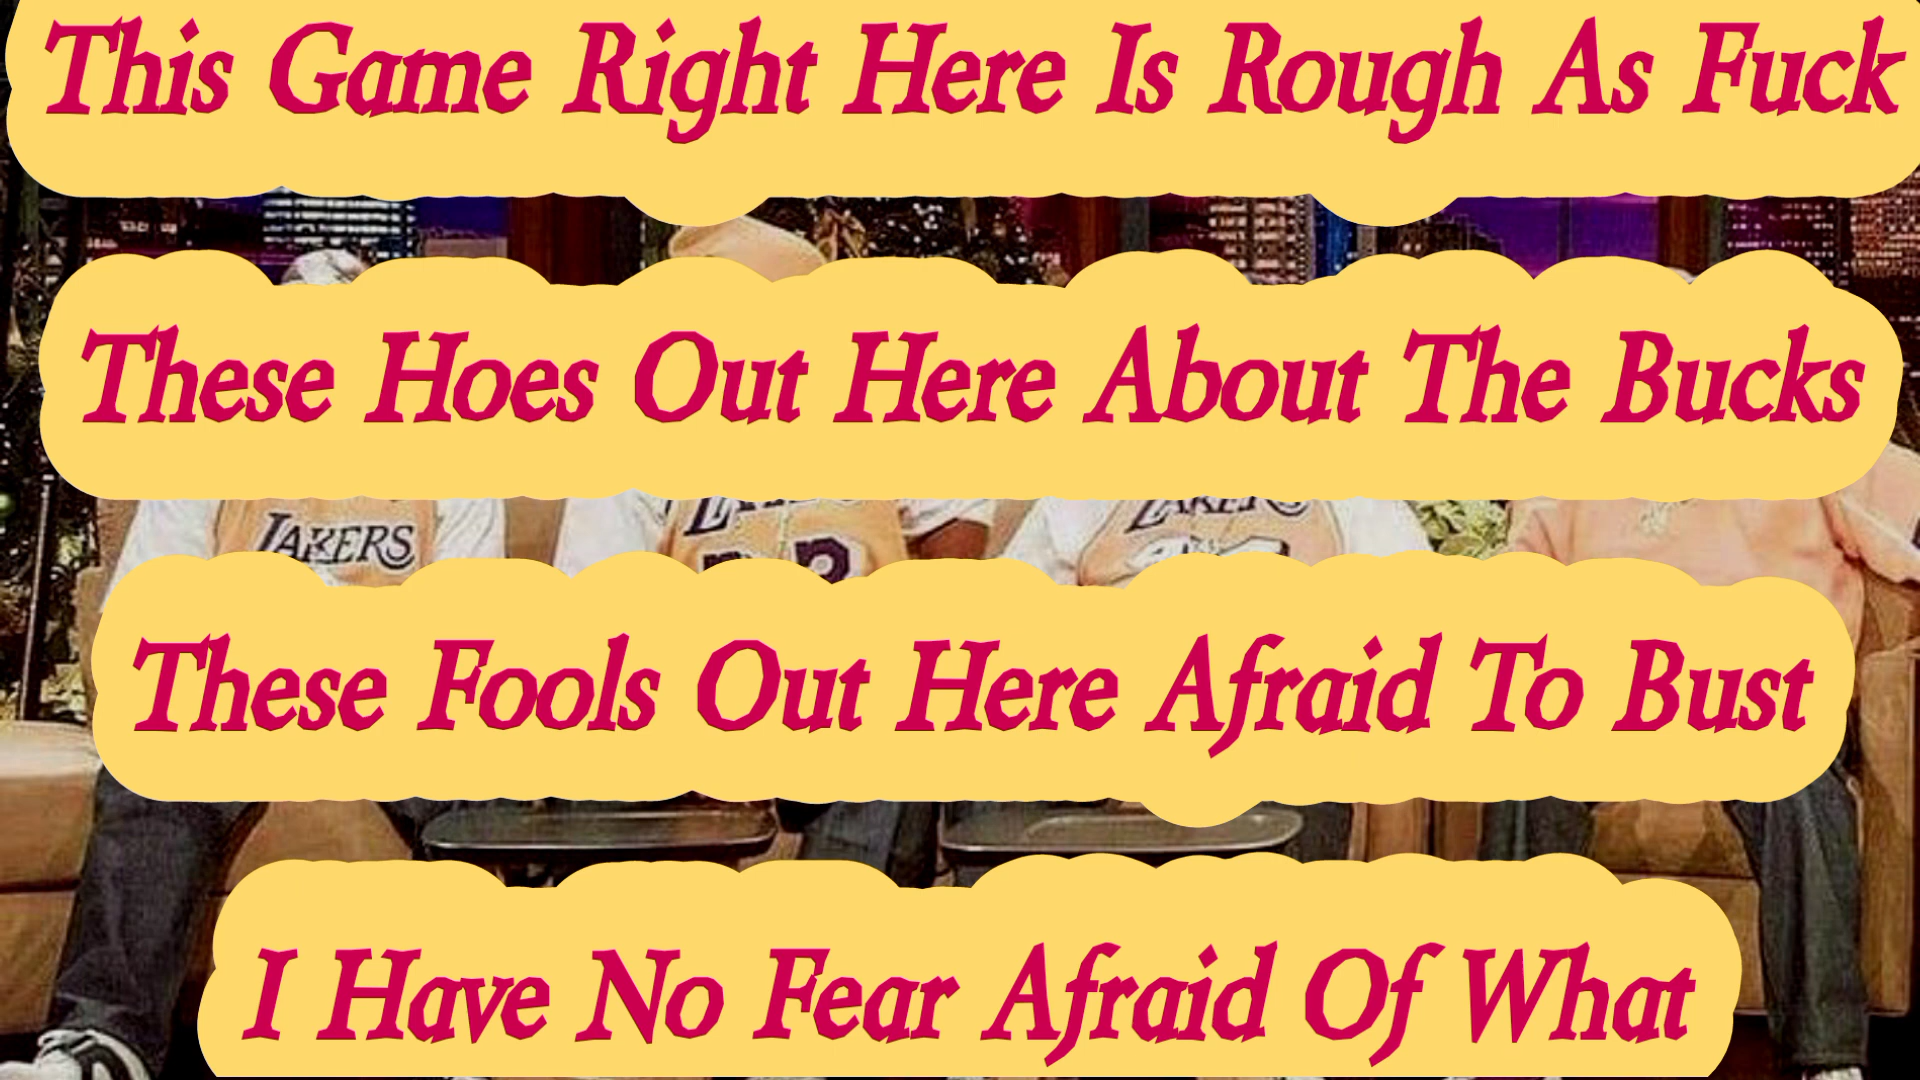 This Game Right Here Is Rough As Fuck
These Hoes Out Here About The Bucks
LAKERS
These Fools Out Here Afraid To Bust
I Have No Fear Afraid Of What